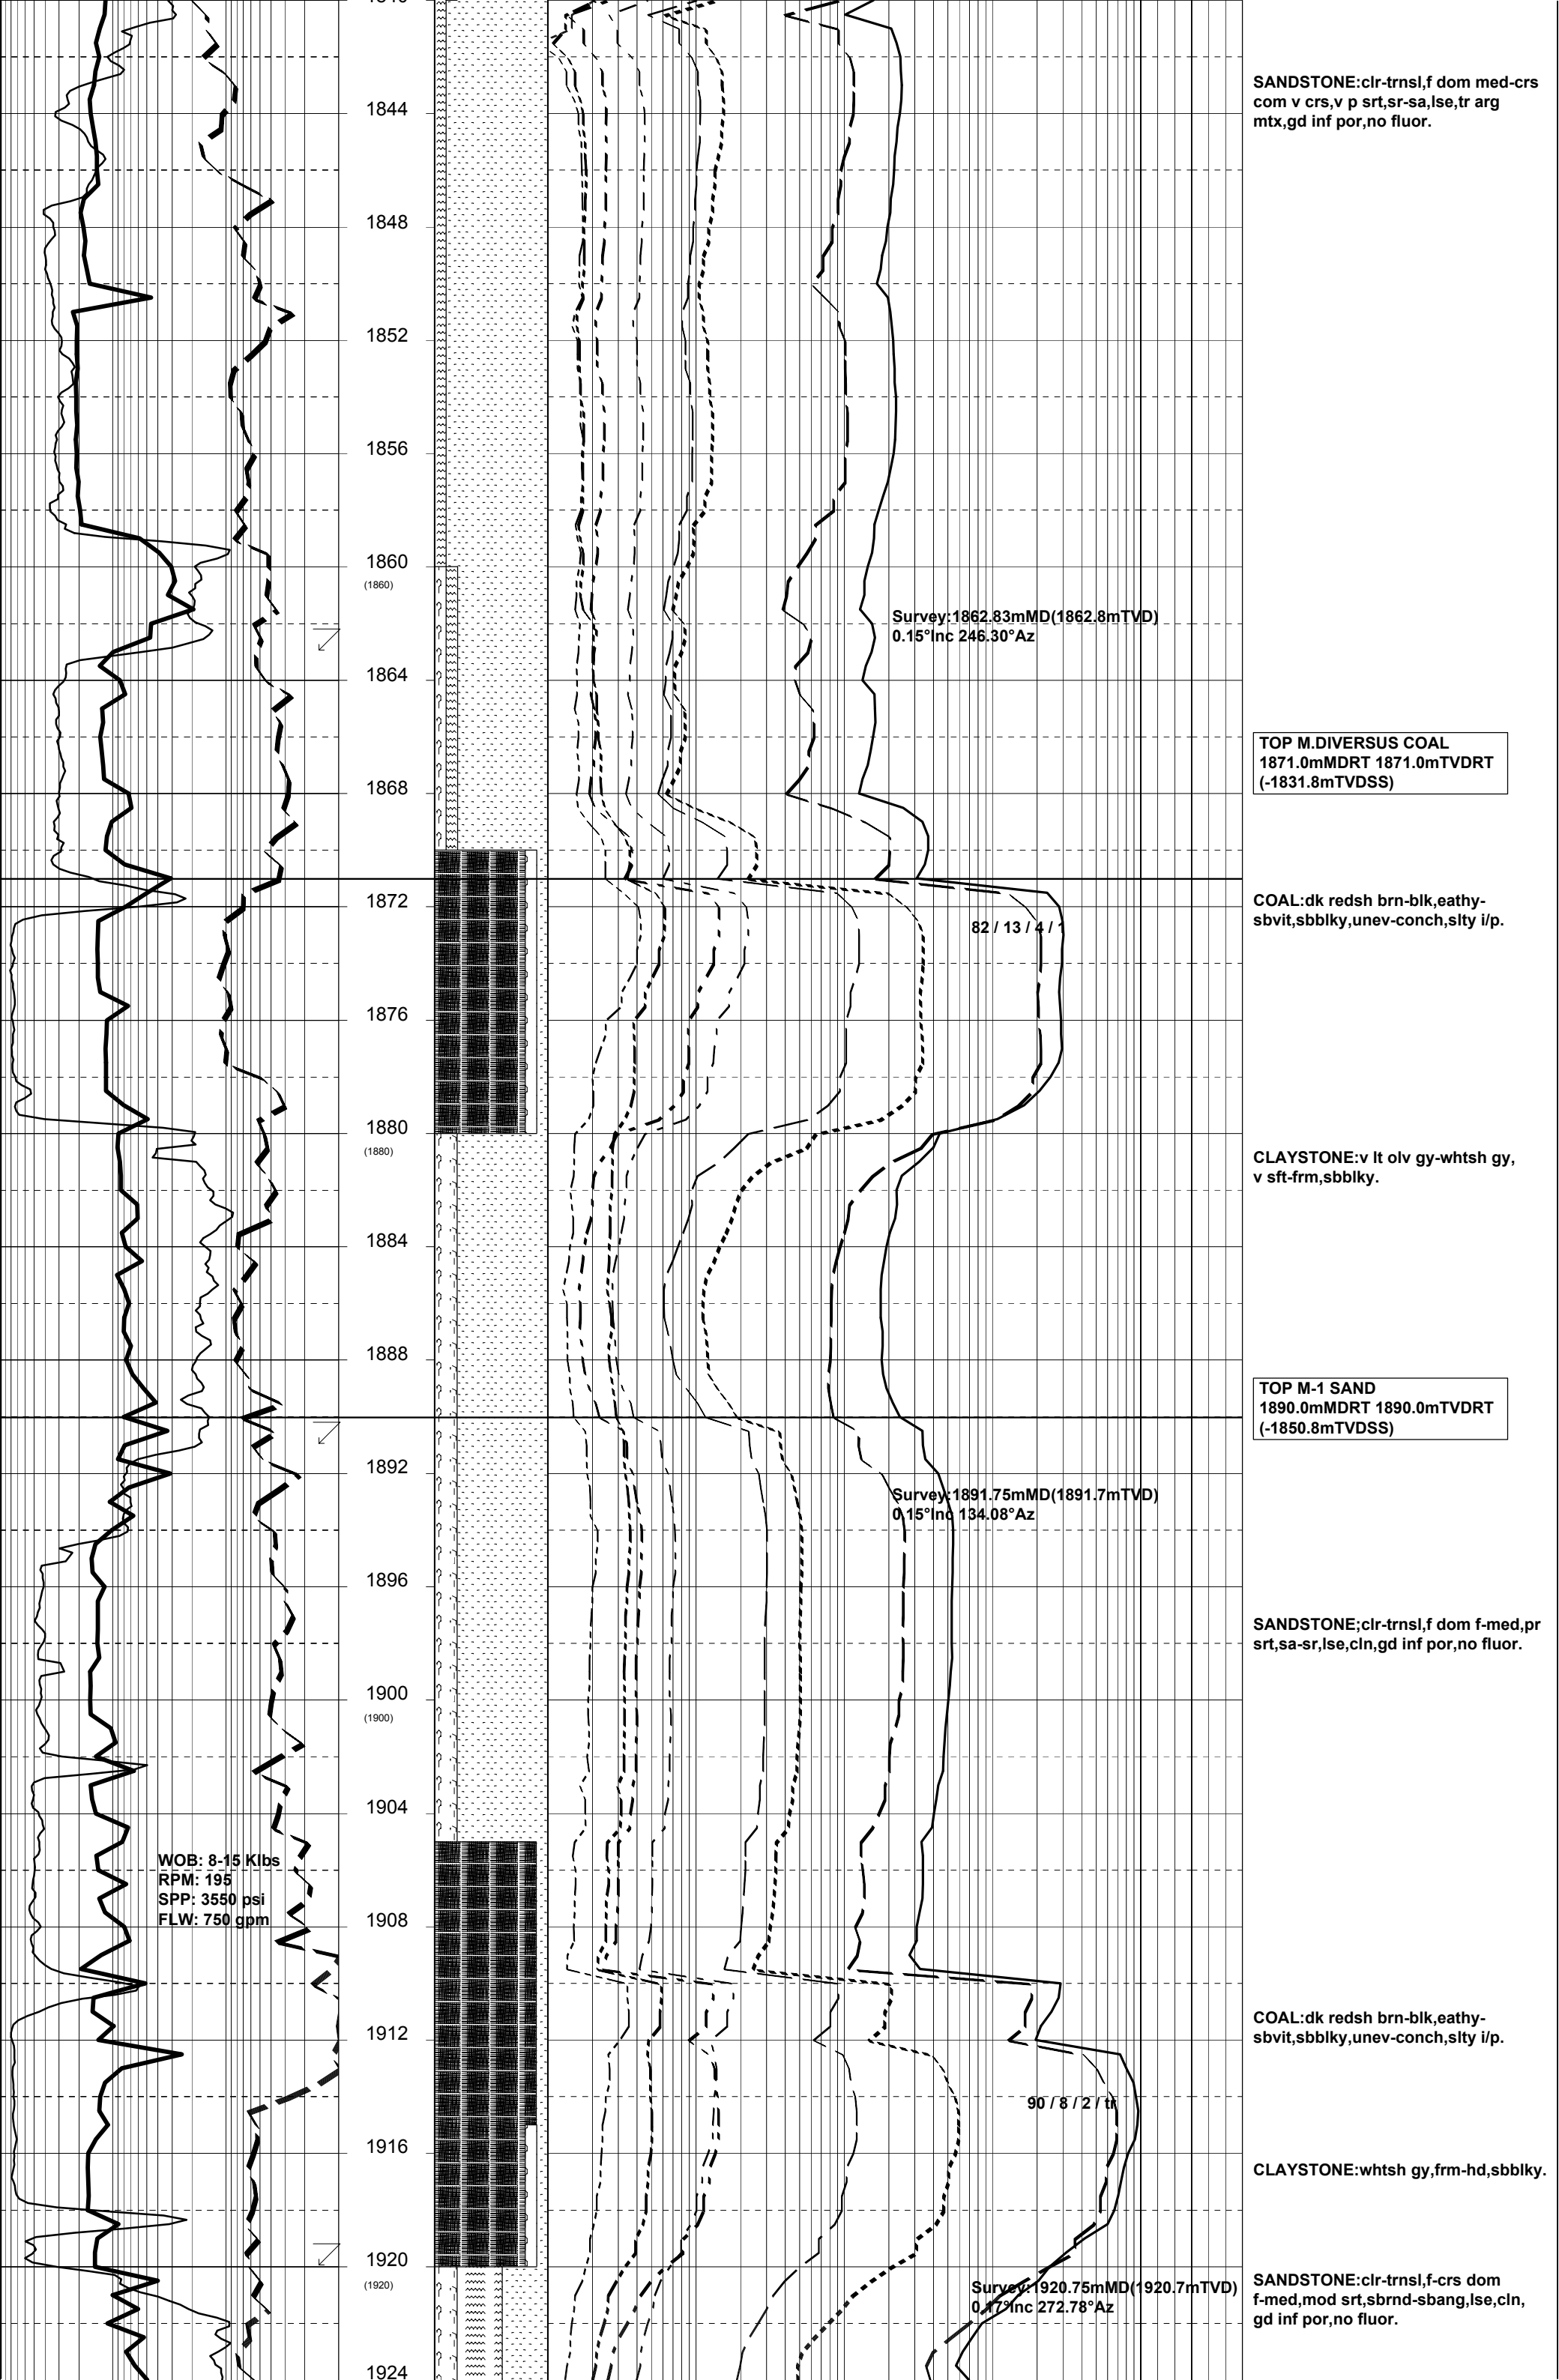 SANDSTONE:clr-trnsl,f dom med-crs
com v crs,v p srt,sr-sa,lse,tr arg
mtx,gd inf por,no fluor.
1844
1848
1852
1856
1860
(1860)
Survey:1862.83mMD(1862.8mTVD)
0.15°Inc 246.30°Az
1864
TOP M.DIVERSUS COAL
1871.0mMDRT 1871.0mTVDRT
(-1831.8mTVDSS)
1868
1872
COAL:dk redsh brn-blk,eathy-
sbvit,sbblky,unev-conch,slty i/p.
82 / 13 / 4 / 1
1876
1880
(1880)
CLAYSTONE:v lt olv gy-whtsh gy,
v sft-frm,sbblky.
1884
1888
TOP M-1 SAND
1890.0mMDRT 1890.0mTVDRT
(-1850.8mTVDSS)
1892
Survey:1891.75mMD(1891.7mTVD)
0.15°Inc 134.08°Az
1896
SANDSTONE;clr-trnsl,f dom f-med,pr
srt,sa-sr,lse,cln,gd inf por,no fluor.
1900
(1900)
1904
WOB: 8-15 Klbs
RPM: 195
SPP: 3550 psi
FLW: 750 gpm
1908
1912
COAL:dk redsh brn-blk,eathy-
sbvit,sbblky,unev-conch,slty i/p.
90 / 8 / 2 / tr
1916
CLAYSTONE:whtsh gy,frm-hd,sbblky.
1920
(1920)
Survey:1920.75mMD(1920.7mTVD)
0.17°Inc 272.78°Az
SANDSTONE:clr-trnsl,f-crs dom
f-med,mod srt,sbrnd-sbang,lse,cln,
gd inf por,no fluor.
1924